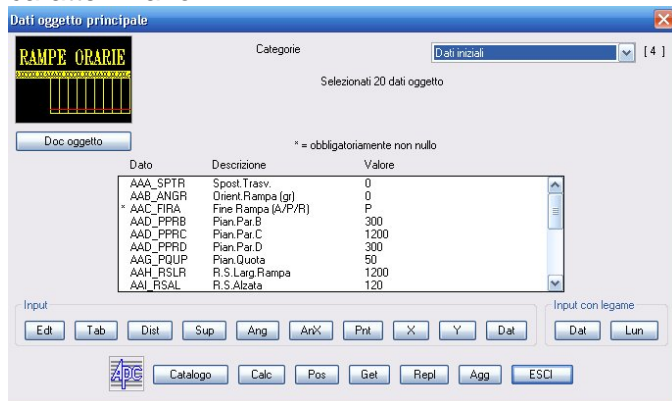 Dati oggetto principale
RAMPE ORARIE
Categorie
Dati iniziali
[ 4 ]
Selezionati 20 dati oggetto
Doc oggetto
* = obbligatoriamente non nullo
Dato Descrizione Valore
AAA_SPTR Spost.Trasv. 0
AAB_ANGR Orient.Rampa (gr) 0
* AAC_FIRA Fine Rampa (A/P/R) P
AAD_PPRB Pian.Par.B 300
AAD_PPRC Pian.Par.C 1200
AAD_PPRD Pian.Par.D 300
AAG_PQUP Pian.Quota 50
AAH_RSLR R.S.Larg.Rampa 1200
AAI_RSAL R.S.Alzata 120
Input
Input con legame
Edt Tab Dist Sup Ang AnX Pnt X Y Dat Dat Lun
Apc Catalogo Calc Pos Get Repl Agg ESCI